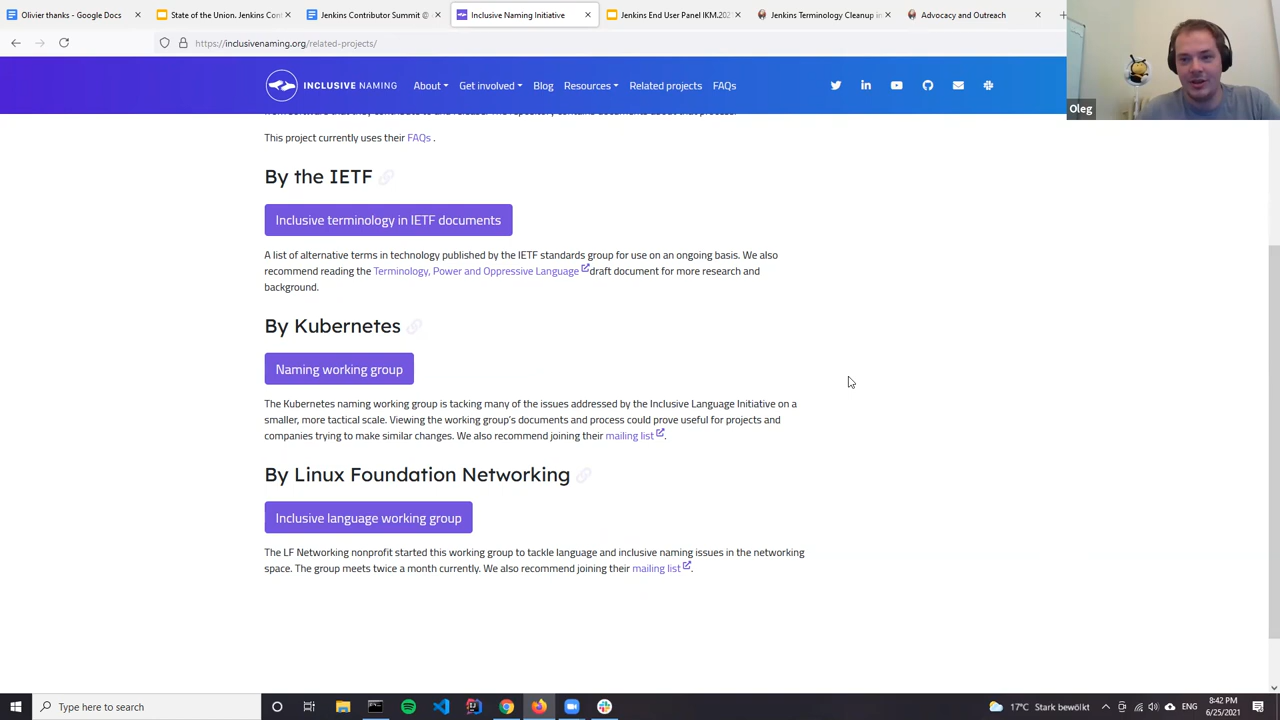 Olivier thanks - Google Docs
State of the Union. Jenkins Con
Jenkins Contributor Summit @
Inclusive Naming Initiative
Jenkins End User Panel IKM.202
Jenkins Terminology Cleanup in
Advocacy and Outreach
https://inclusivenaming.org/related-projects/
INCLUSIVE NAMING
About
Get involved
Blog
Resources
Related projects
FAQs
Oleg
This project currently uses their FAQs .
By the IETF
Inclusive terminology in IETF documents
A list of alternative terms in technology published by the IETF standards group for use on an ongoing basis. We also
recommend reading the Terminology, Power and Oppressive Language draft document for more research and
background.
By Kubernetes
Naming working group
The Kubernetes naming working group is tacking many of the issues addressed by the Inclusive Language Initiative on a
smaller, more tactical scale. Viewing the working group's documents and process could prove useful for projects and
companies trying to make similar changes. We also recommend joining their mailing list.
By Linux Foundation Networking
Inclusive language working group
The LF Networking nonprofit started this working group to tackle language and inclusive naming issues in the networking
space. The group meets twice a month currently. We also recommend joining their mailing list.
Type here to search
17°C Stark bewölkt
ENG
8:42 PM
6/25/2021